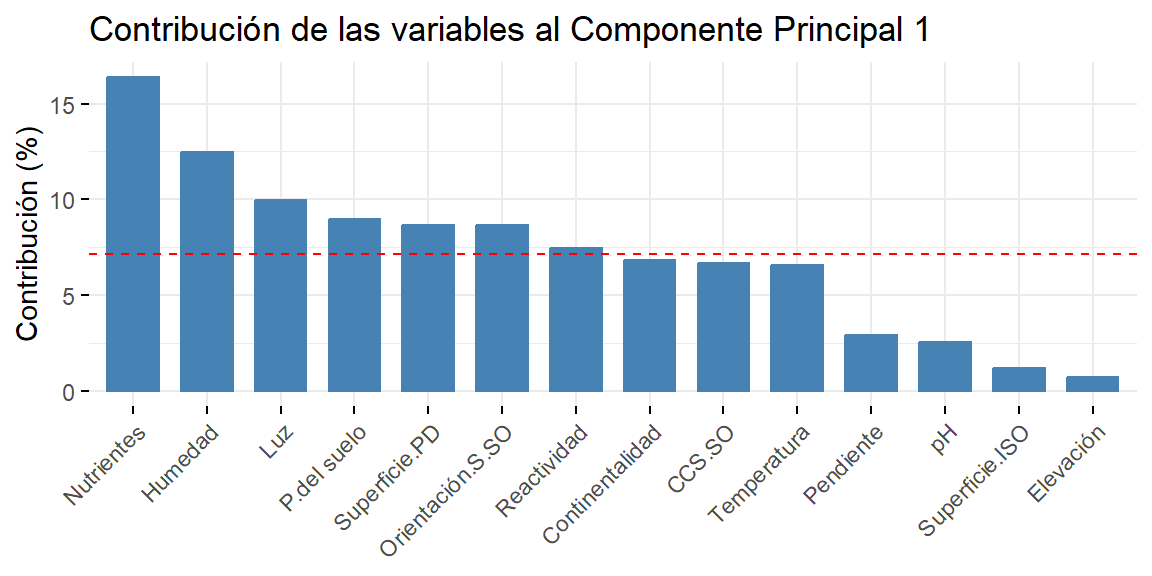 Contribución de las variables al Componente Principal 1
Contribución (%)
15
10
5
0
Nutrientes
Humedad
Luz
P.del suelo
Superficie.PD
Orientación.S.SO
Reactividad
Continentalidad
CCS.SO
Temperatura
Pendiente
pH
Superficie.ISO
Elevación